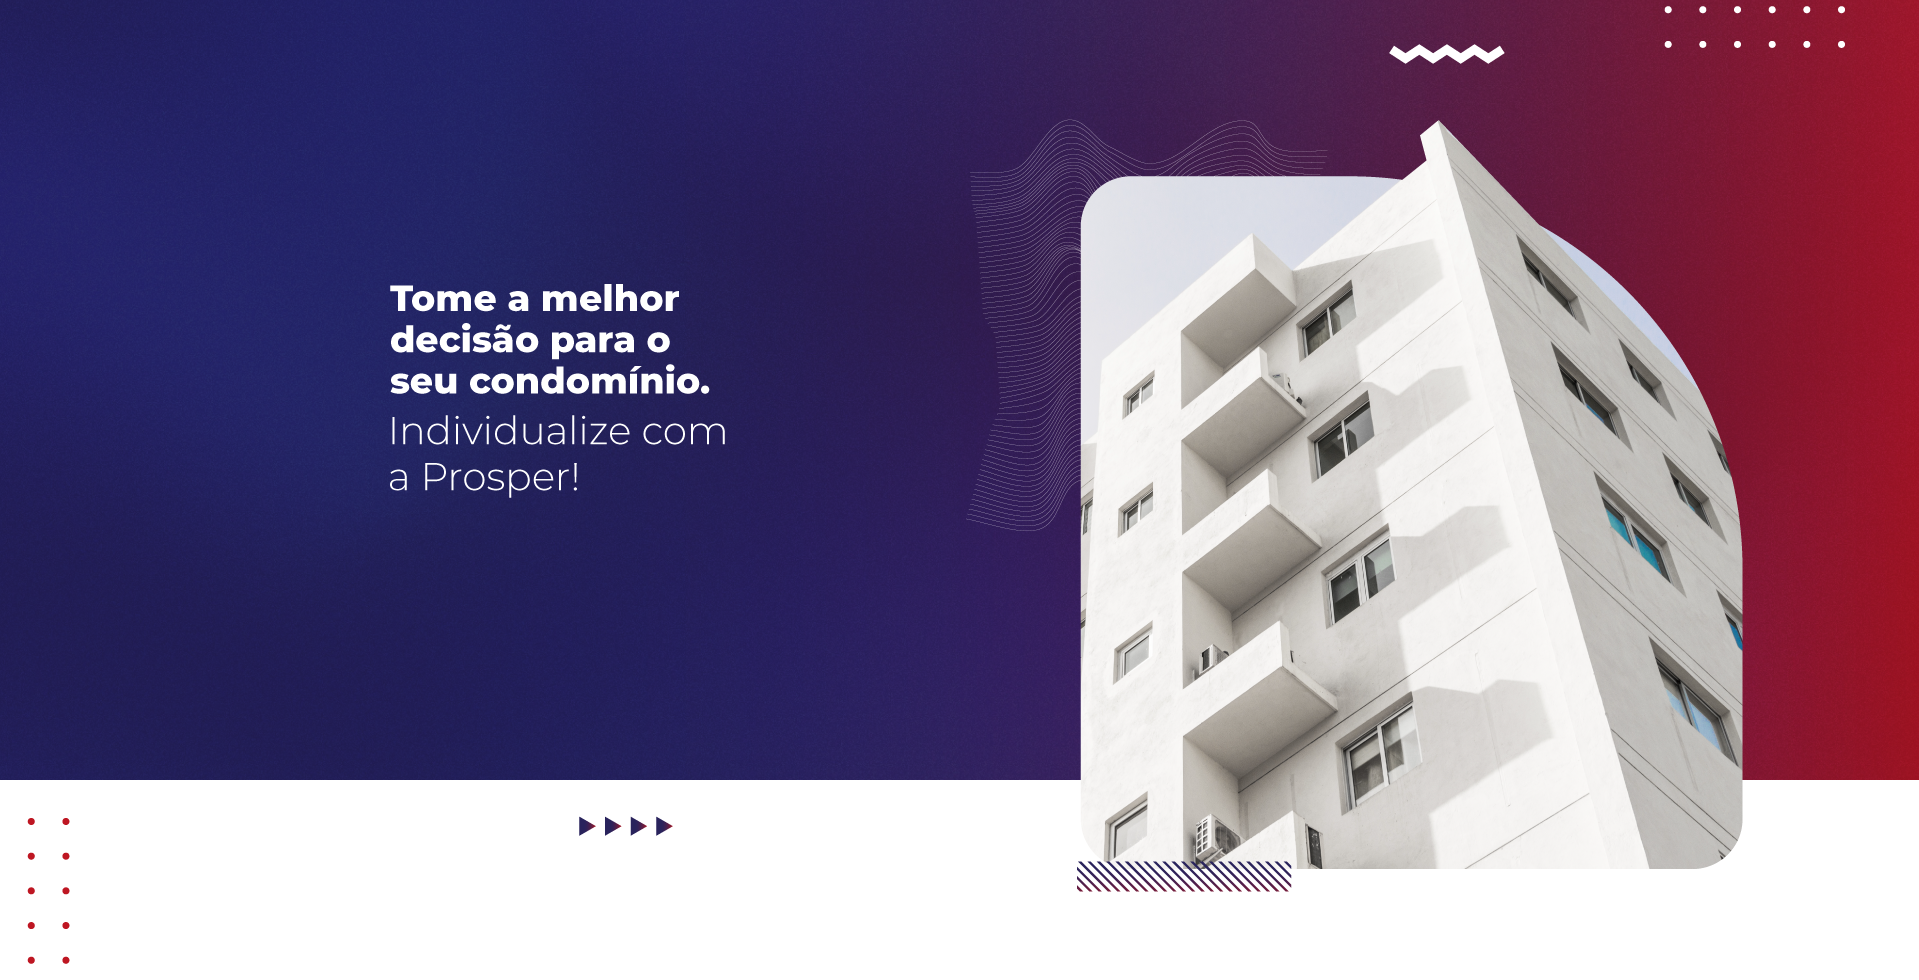 Tome a melhor
decisão para o
seu condomínio.
Individualize com
a Prosper!